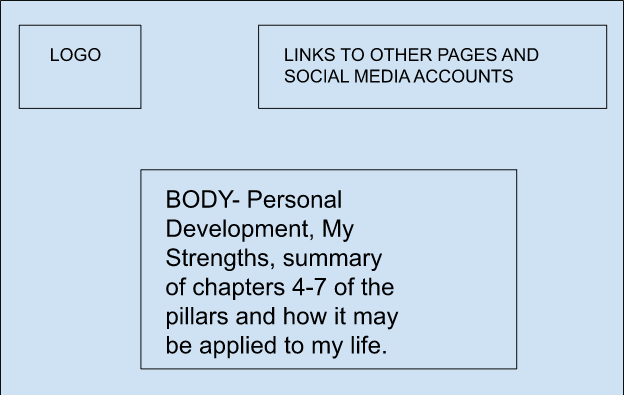 LOGO
LINKS TO OTHER PAGES AND
SOCIAL MEDIA ACCOUNTS
BODY- Personal
Development, My
Strengths, summary
of chapters 4-7 of the
pillars and how it may
be applied to my life.